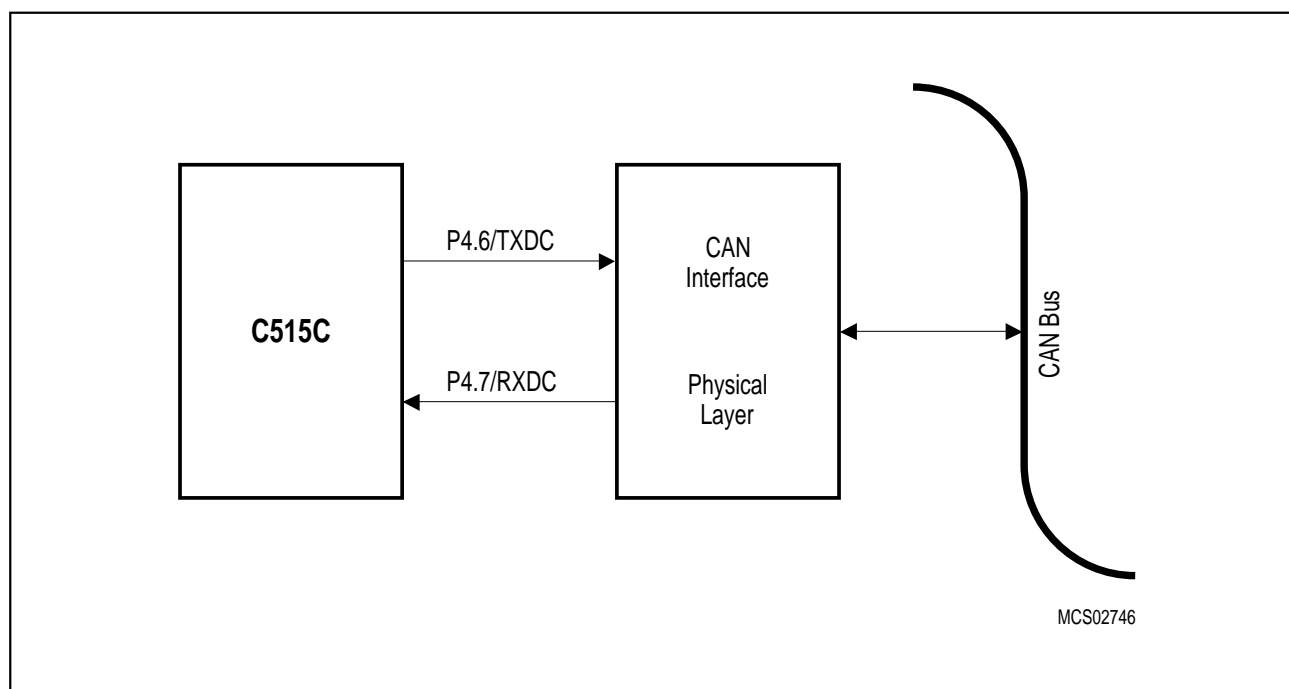 P4.6/TXDC
CAN
Interface
C515C
CAN Bus
P4.7/RXDC
Physical
Layer
MCS02746